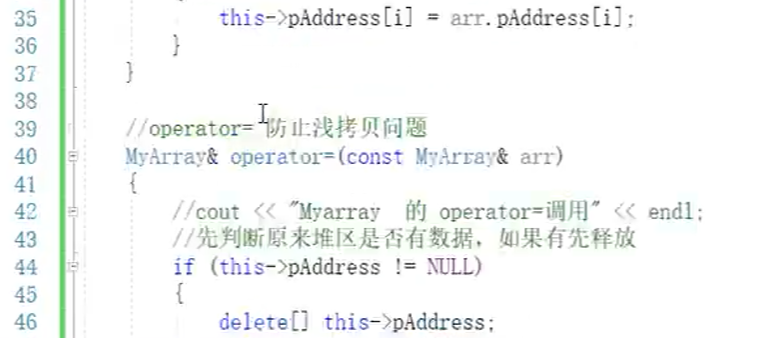 35 this->pAddress[i] = arr.pAddress[i];
36 }
37 }
38
39 //operator= 防止浅拷贝问题
40 MyArray& operator=(const MyArray& arr)
41 {
42 //cout << "Myarray 的 operator=调用" << endl;
43 //先判断原来堆区是否有数据，如果有先释放
44 if (this->pAddress != NULL)
45 {
46 delete[] this->pAddress;